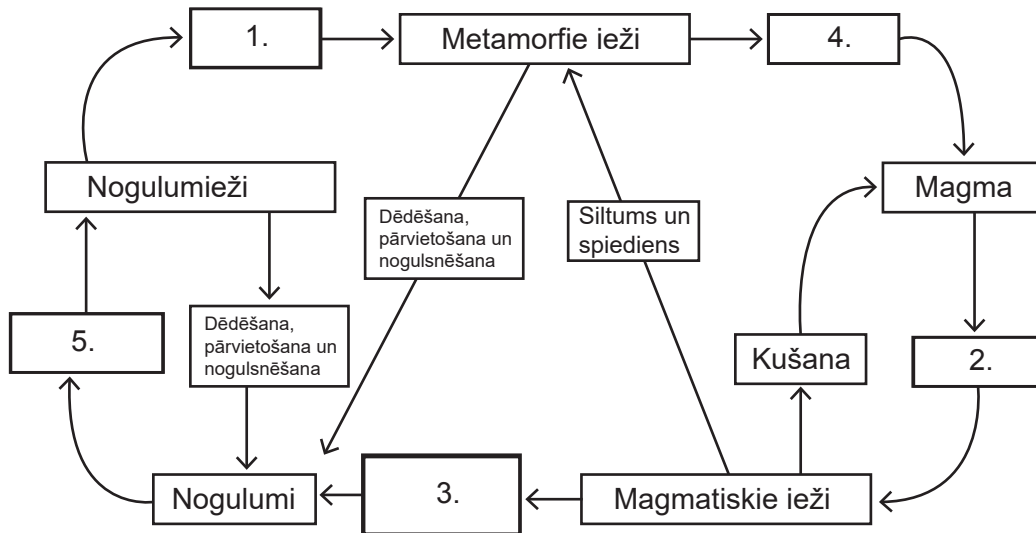 1.
Metamorfie ieži
4.
Nogulumieži
Magma
Dēdēšana,
pārvietošana un
nogulsnēšana
Siltums un
spiediens
5.
Dēdēšana,
pārvietošana un
nogulsnēšana
Kušana
2.
Nogulumi
3.
Magmatiskie ieži